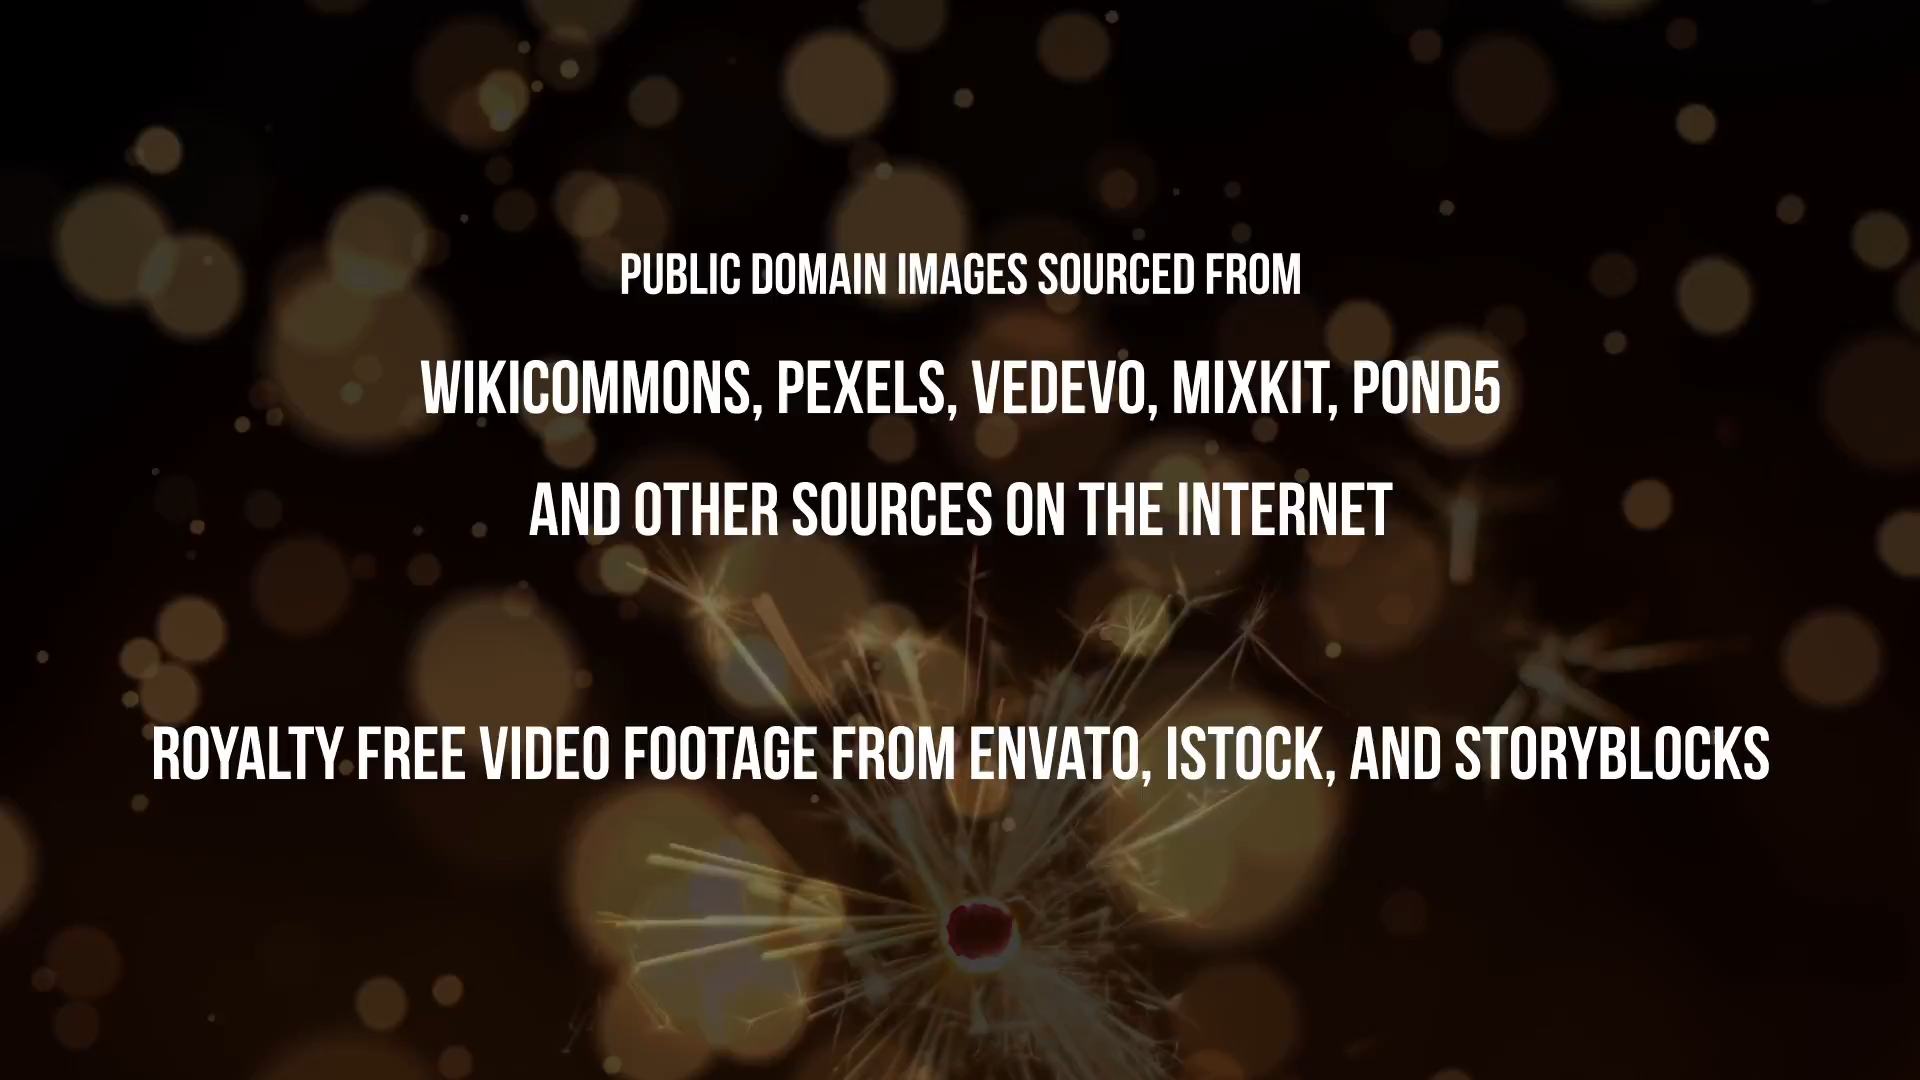 PUBLIC DOMAIN IMAGES SOURCED FROM
WIKICOMMONS, PEXELS, VEDEVO, MIXKIT, POND5
AND OTHER SOURCES ON THE INTERNET
ROYALTY FREE VIDEO FOOTAGE FROM ENVATO, ISTOCK, AND STORYBLOCKS